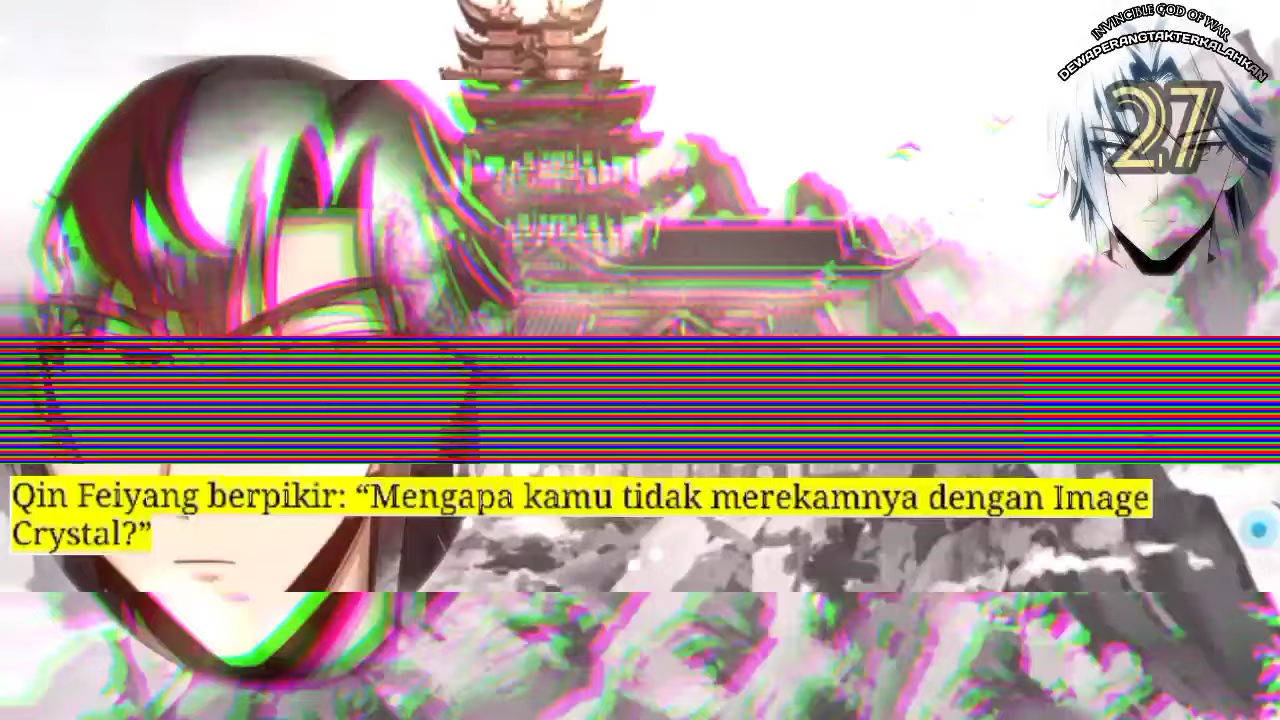 INVINCIBLE GOD OF WAR
DEWAPERANGTAKTERKALAHKAN
27
Qin Feiyang berpikir: “Mengapa kamu tidak merekamnya dengan Image
Crystal?”